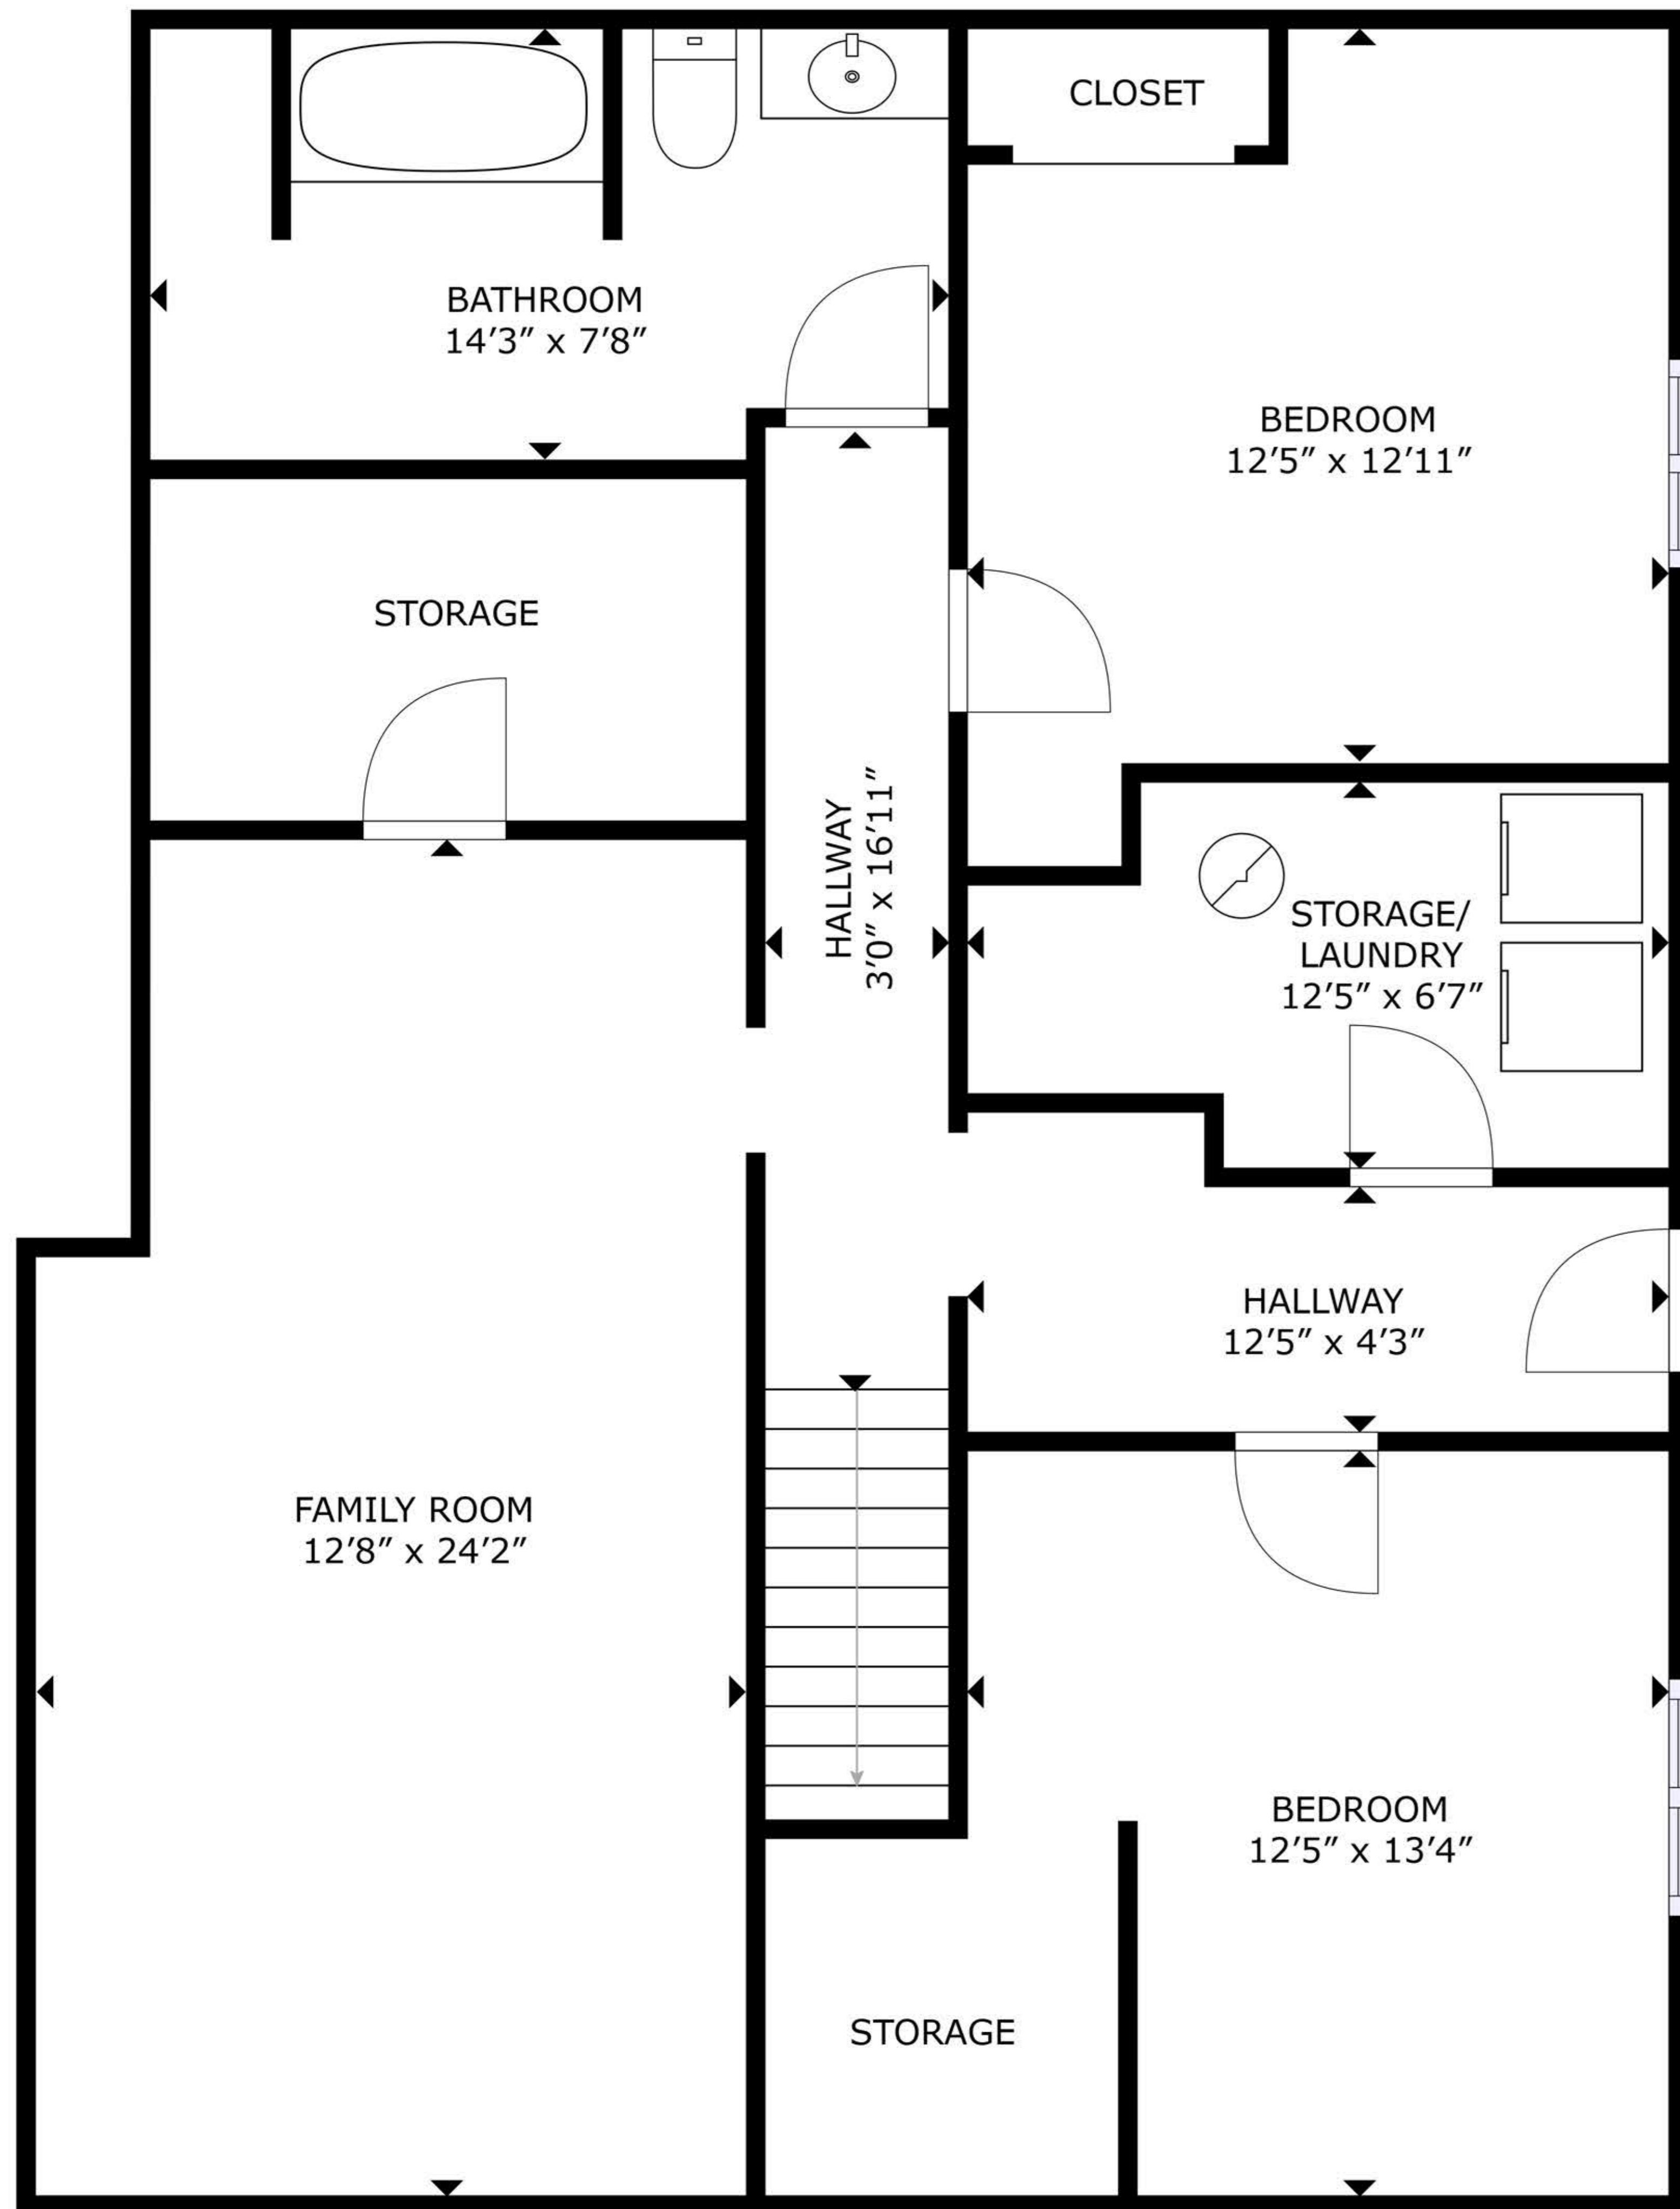 CLOSET
BATHROOM
14′3″ x 7′8″
BEDROOM
12′5″ x 12′11″
STORAGE
HALLWAY
3′0″ x 16′11″
STORAGE/
LAUNDRY
12′5″ x 6′7″
HALLWAY
12′5″ x 4′3″
FAMILY ROOM
12′8″ x 24′2″
BEDROOM
12′5″ x 13′4″
STORAGE